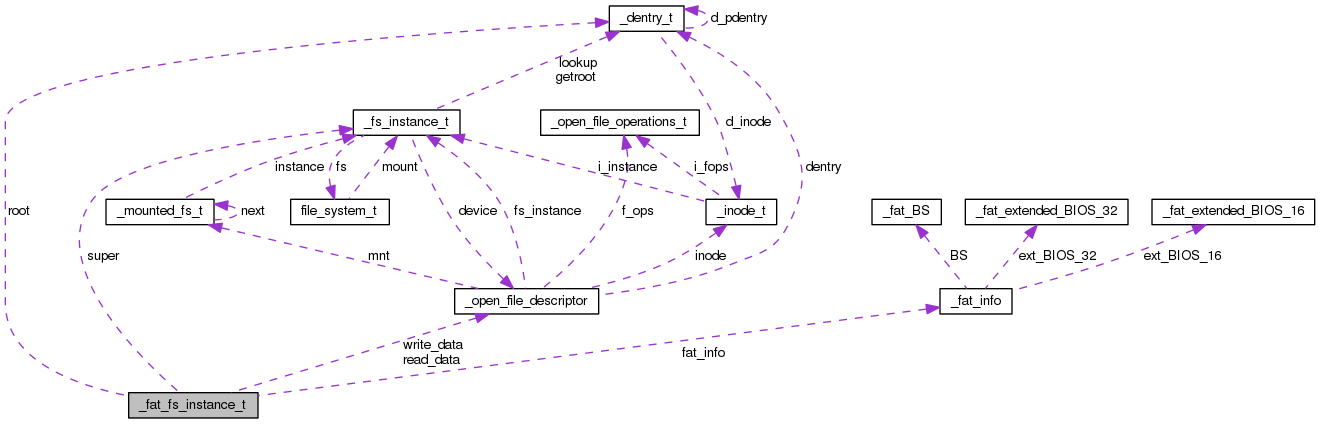 _dentry_t
d_pdentry
lookup
getroot
_fs_instance_t
_open_file_operations_t
d_inode
instance
fs
mount
i_instance
i_fops
dentry
_mounted_fs_t
next
file_system_t
device
fs_instance
f_ops
_inode_t
_fat_BS
_fat_extended_BIOS_32
_fat_extended_BIOS_16
root
super
mnt
inode
BS
ext_BIOS_32
ext_BIOS_16
_open_file_descriptor
_fat_info
write_data
read_data
fat_info
_fat_fs_instance_t